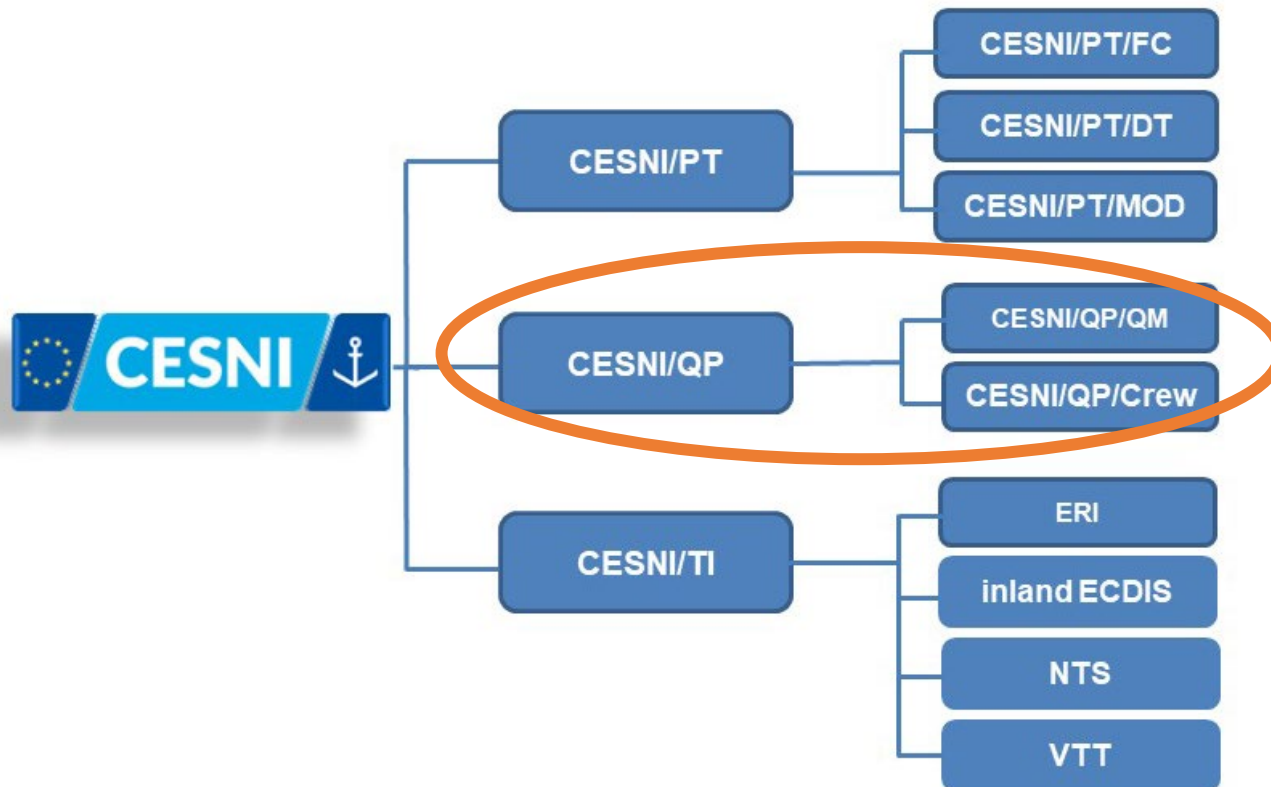 CESNI
CESNI/PT
CESNI/PT/FC
CESNI/PT/DT
CESNI/PT/MOD
CESNI/QP
CESNI/QP/QM
CESNI/QP/Crew
CESNI/TI
ERI
inland ECDIS
NTS
VTT